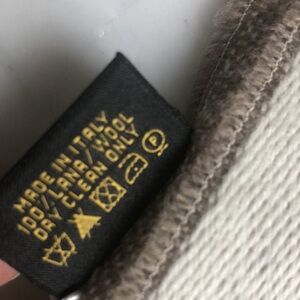 MADE IN ITALY
100/LANA/WOOL
DRY CLEAN ONLY
P